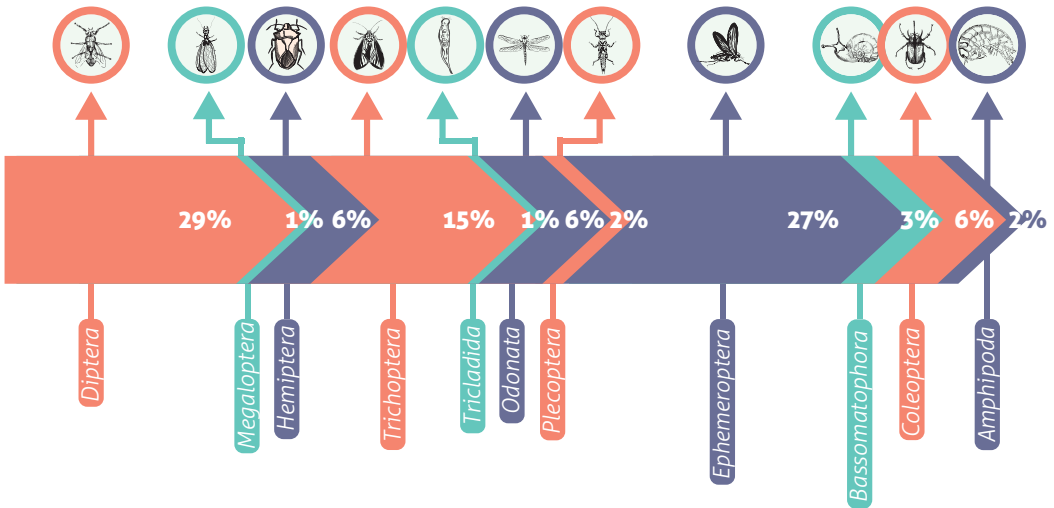 29% 1% 6% 15% 1% 6% 2% 27% 3% 6% 2%
Diptera
Megaloptera
Hemiptera
Trichoptera
Tricladida
Odonata
Plecoptera
Ephemeroptera
Bassomatophora
Coleoptera
Amphipoda